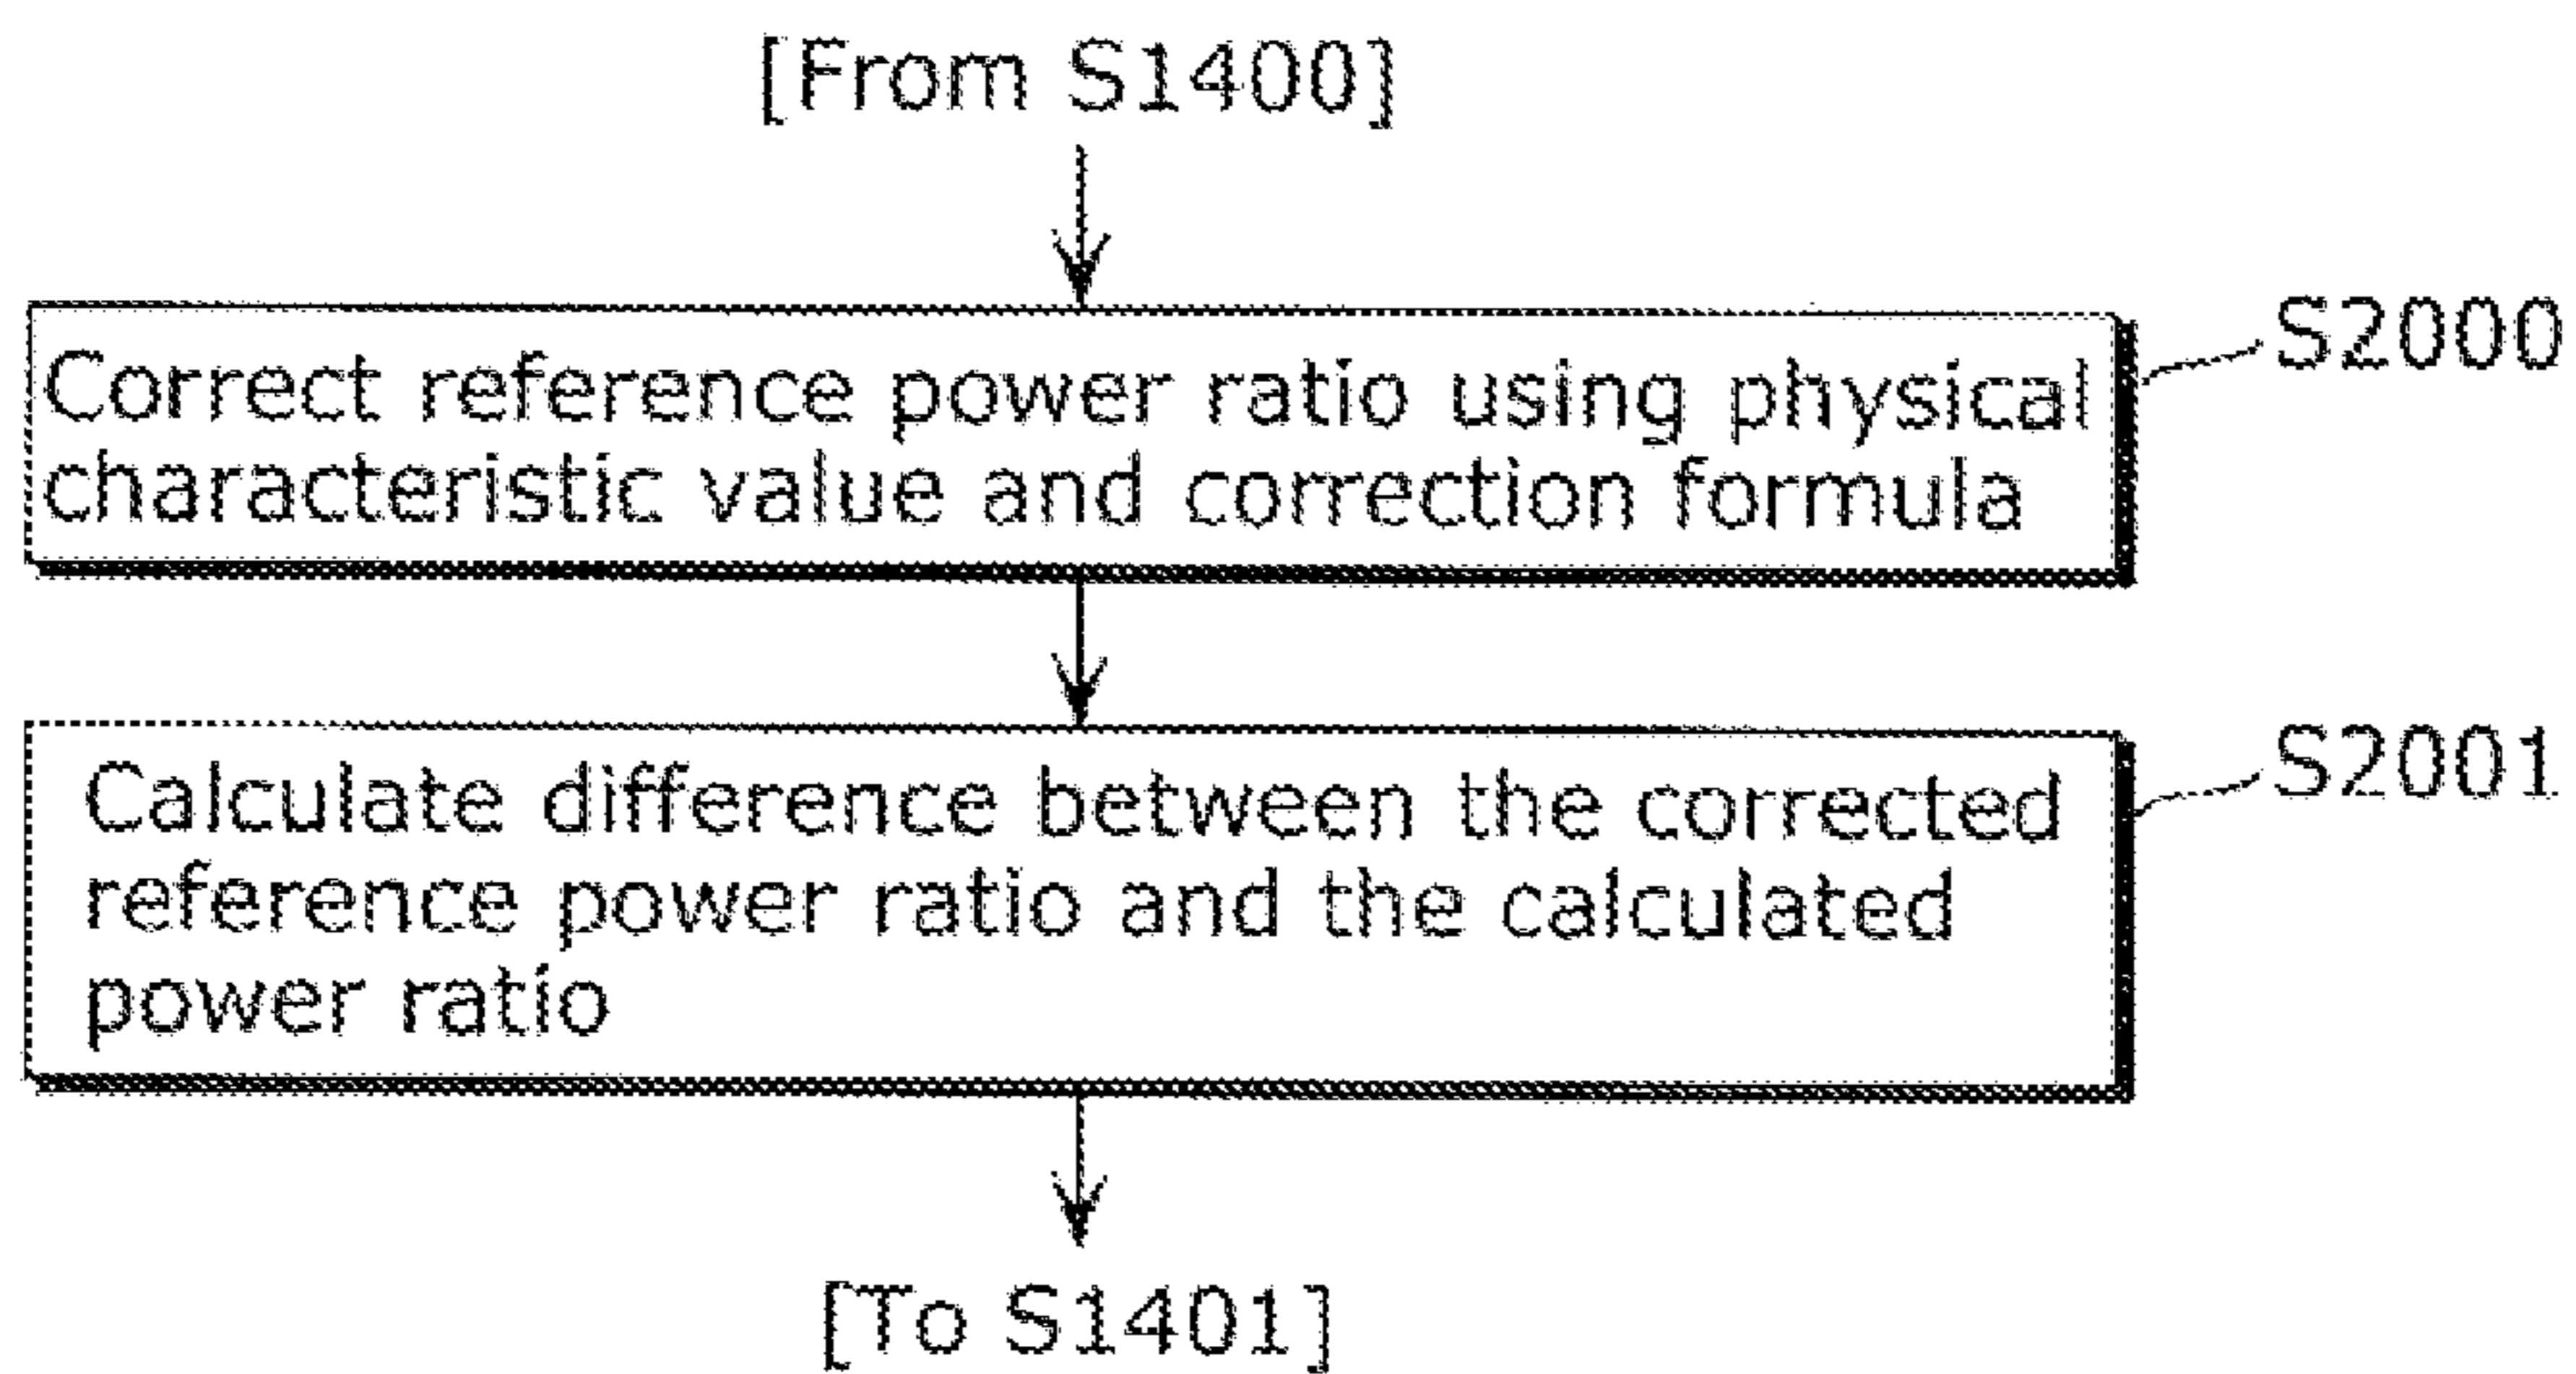 [From S1400]
S2000
Correct reference power ratio using physical
characteristic value and correction formula
S2001
Calculate difference between the corrected
reference power ratio and the calculated
power ratio
[To S1401]